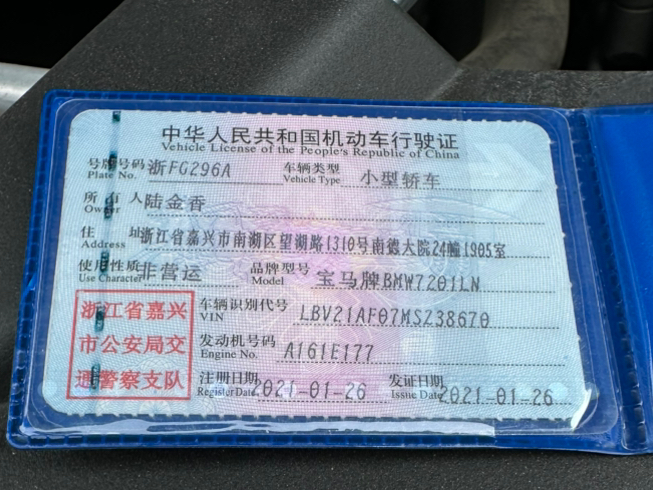 中华人民共和国机动车行驶证
Vehicle License of the People's Republic of China
号牌号码 浙FG296A 车辆类型 小型轿车
Plate No. Vehicle Type
所有人 陆金香
Owner
住址 浙江省嘉兴市南湖区望湖路1310号南德大院24幢1905室
Address
使用性质 非营运 品牌型号 宝马牌BMW7201LN
Use Character Model
浙江省嘉兴
市公安局交
通警察支队
车辆识别代号 LBV21AF07MSZ38670
VIN
发动机号码 A161E177
Engine No.
注册日期 2021-01-26 发证日期 2021-01-26
Register Date Issue Date